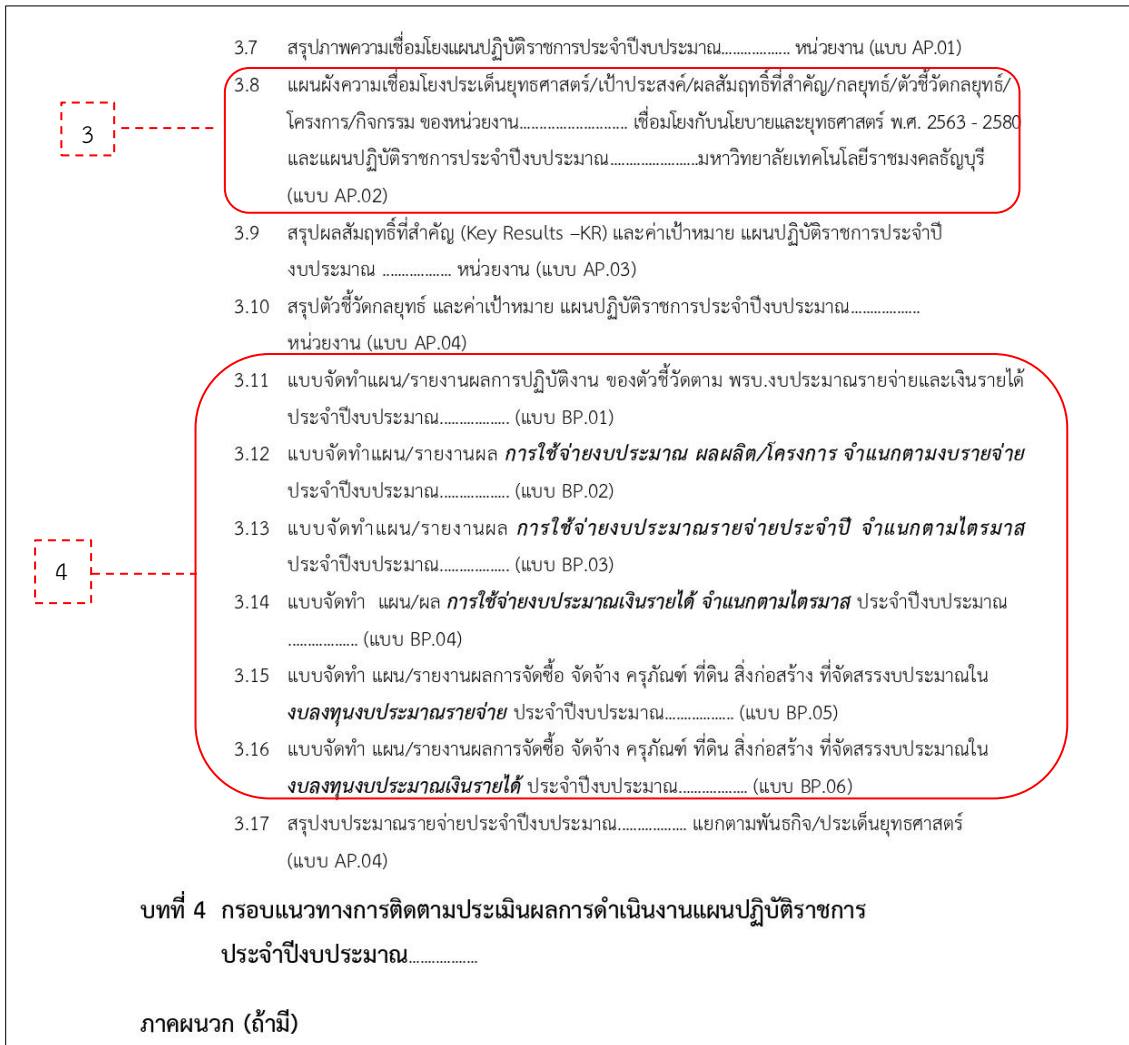 3.7 สรุปภาพความเชื่อมโยงแผนปฏิบัติราชการประจำปีงบประมาณ.................. หน่วยงาน (แบบ AP.01)
3.8 แผนผังความเชื่อมโยงประเด็นยุทธศาสตร์/เป้าประสงค์/ผลสัมฤทธิ์ที่สำคัญ/กลยุทธ์/ตัวชี้วัดกลยุทธ์/
3
โครงการ/กิจกรรม ของหน่วยงาน........................... เชื่อมโยงกับนโยบายและยุทธศาสตร์ พ.ศ. 2563 - 2580
และแผนปฏิบัติราชการประจำปีงบประมาณ.......................มหาวิทยาลัยเทคโนโลยีราชมงคลธัญบุรี
(แบบ AP.02)
3.9 สรุปผลสัมฤทธิ์ที่สำคัญ (Key Results –KR) และค่าเป้าหมาย แผนปฏิบัติราชการประจำปี
งบประมาณ .................. หน่วยงาน (แบบ AP.03)
3.10 สรุปตัวชี้วัดกลยุทธ์ และค่าเป้าหมาย แผนปฏิบัติราชการประจำปีงบประมาณ..................
หน่วยงาน (แบบ AP.04)
3.11 แบบจัดทำแผน/รายงานผลการปฏิบัติงาน ของตัวชี้วัดตาม พรบ.งบประมาณรายจ่ายและเงินรายได้
ประจำปีงบประมาณ.................. (แบบ BP.01)
3.12 แบบจัดทำแผน/รายงานผล การใช้จ่ายงบประมาณ ผลผลิต/โครงการ จำแนกตามงบรายจ่าย
ประจำปีงบประมาณ.................. (แบบ BP.02)
3.13 แบบจัดทำแผน/รายงานผล การใช้จ่ายงบประมาณรายจ่ายประจำปี จำแนกตามไตรมาส
4
ประจำปีงบประมาณ.................. (แบบ BP.03)
3.14 แบบจัดทำ แผน/ผล การใช้จ่ายงบประมาณเงินรายได้ จำแนกตามไตรมาส ประจำปีงบประมาณ
.................. (แบบ BP.04)
3.15 แบบจัดทำ แผน/รายงานผลการจัดซื้อ จัดจ้าง ครุภัณฑ์ ที่ดิน สิ่งก่อสร้าง ที่จัดสรรงบประมาณใน
งบลงทุนงบประมาณรายจ่าย ประจำปีงบประมาณ.................. (แบบ BP.05)
3.16 แบบจัดทำ แผน/รายงานผลการจัดซื้อ จัดจ้าง ครุภัณฑ์ ที่ดิน สิ่งก่อสร้าง ที่จัดสรรงบประมาณใน
งบลงทุนงบประมาณเงินรายได้ ประจำปีงบประมาณ.................. (แบบ BP.06)
3.17 สรุปงบประมาณรายจ่ายประจำปีงบประมาณ.................. แยกตามพันธกิจ/ประเด็นยุทธศาสตร์
(แบบ AP.04)
บทที่ 4 กรอบแนวทางการติดตามประเมินผลการดำเนินงานแผนปฏิบัติราชการ
ประจำปีงบประมาณ..................
ภาคผนวก (ถ้ามี)